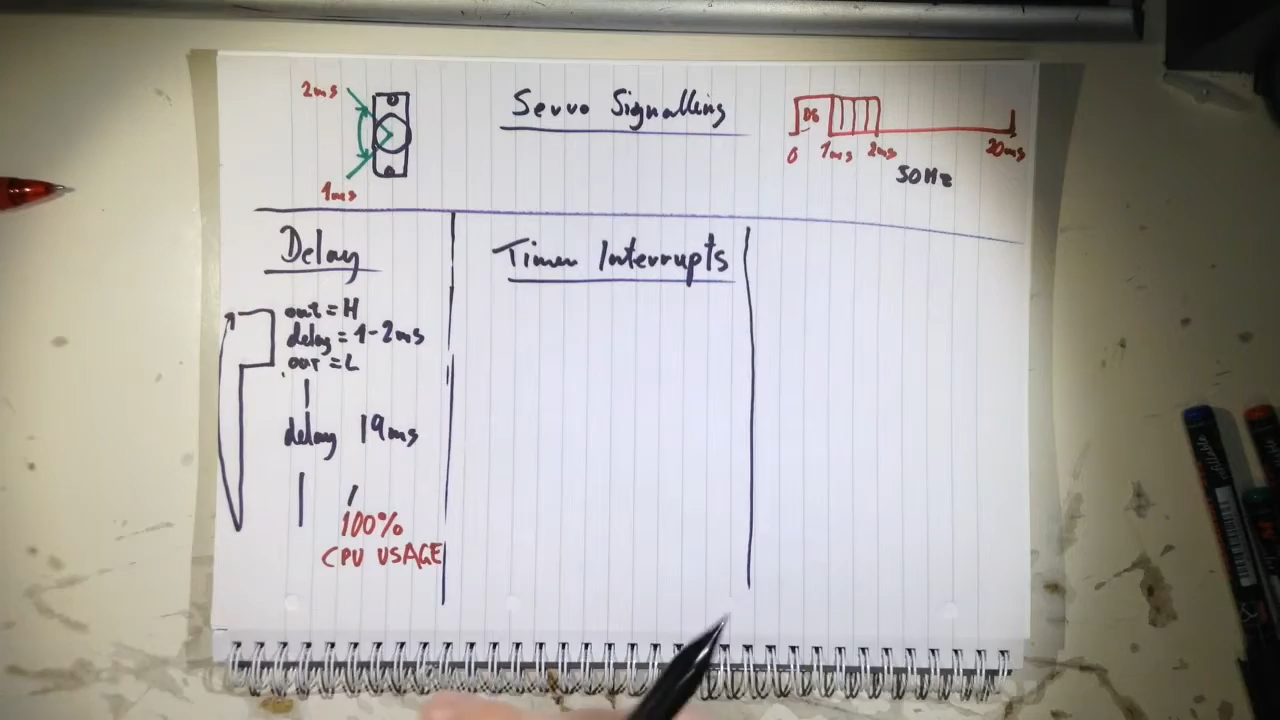 Servo Signalling
2ms
1ms
0
1ms
2ms
20ms
50Hz
Delay
out = H
delay = 1-2ms
out = L
delay 19ms
100%
CPU USAGE
Timer Interrupts